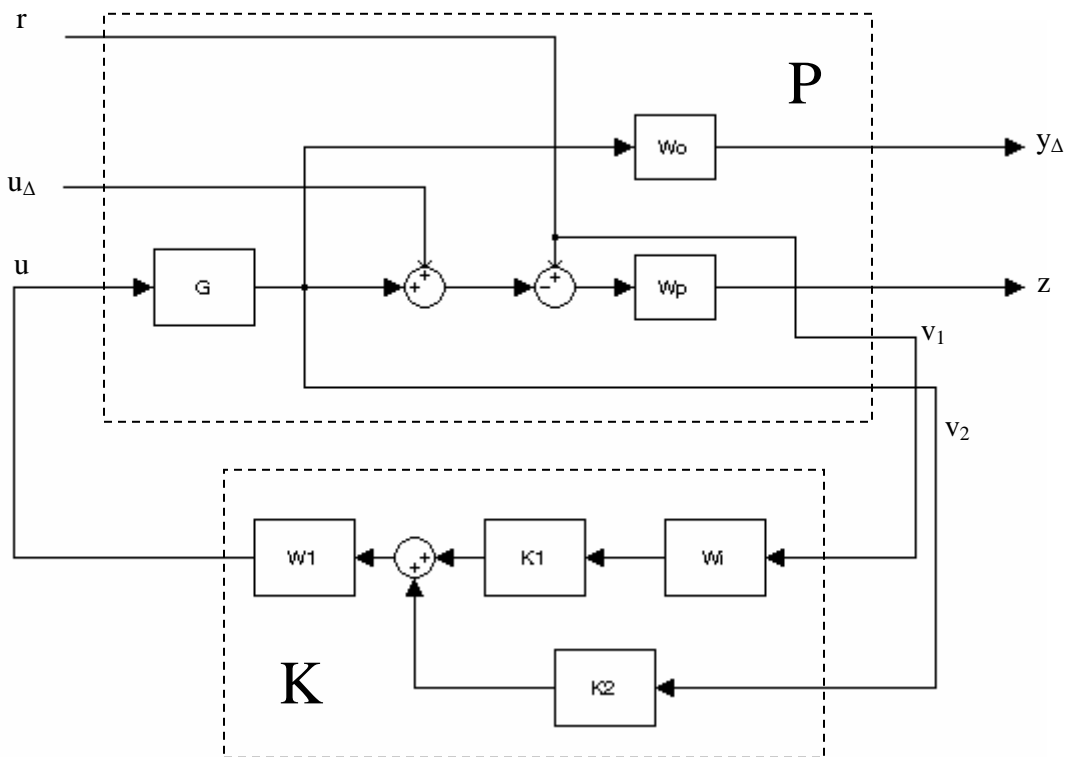 r
P
Wo
yΔ
uΔ
u
G
+
+
+
-
Wp
z
v1
v2
W1
+
+
K1
Wi
K
K2